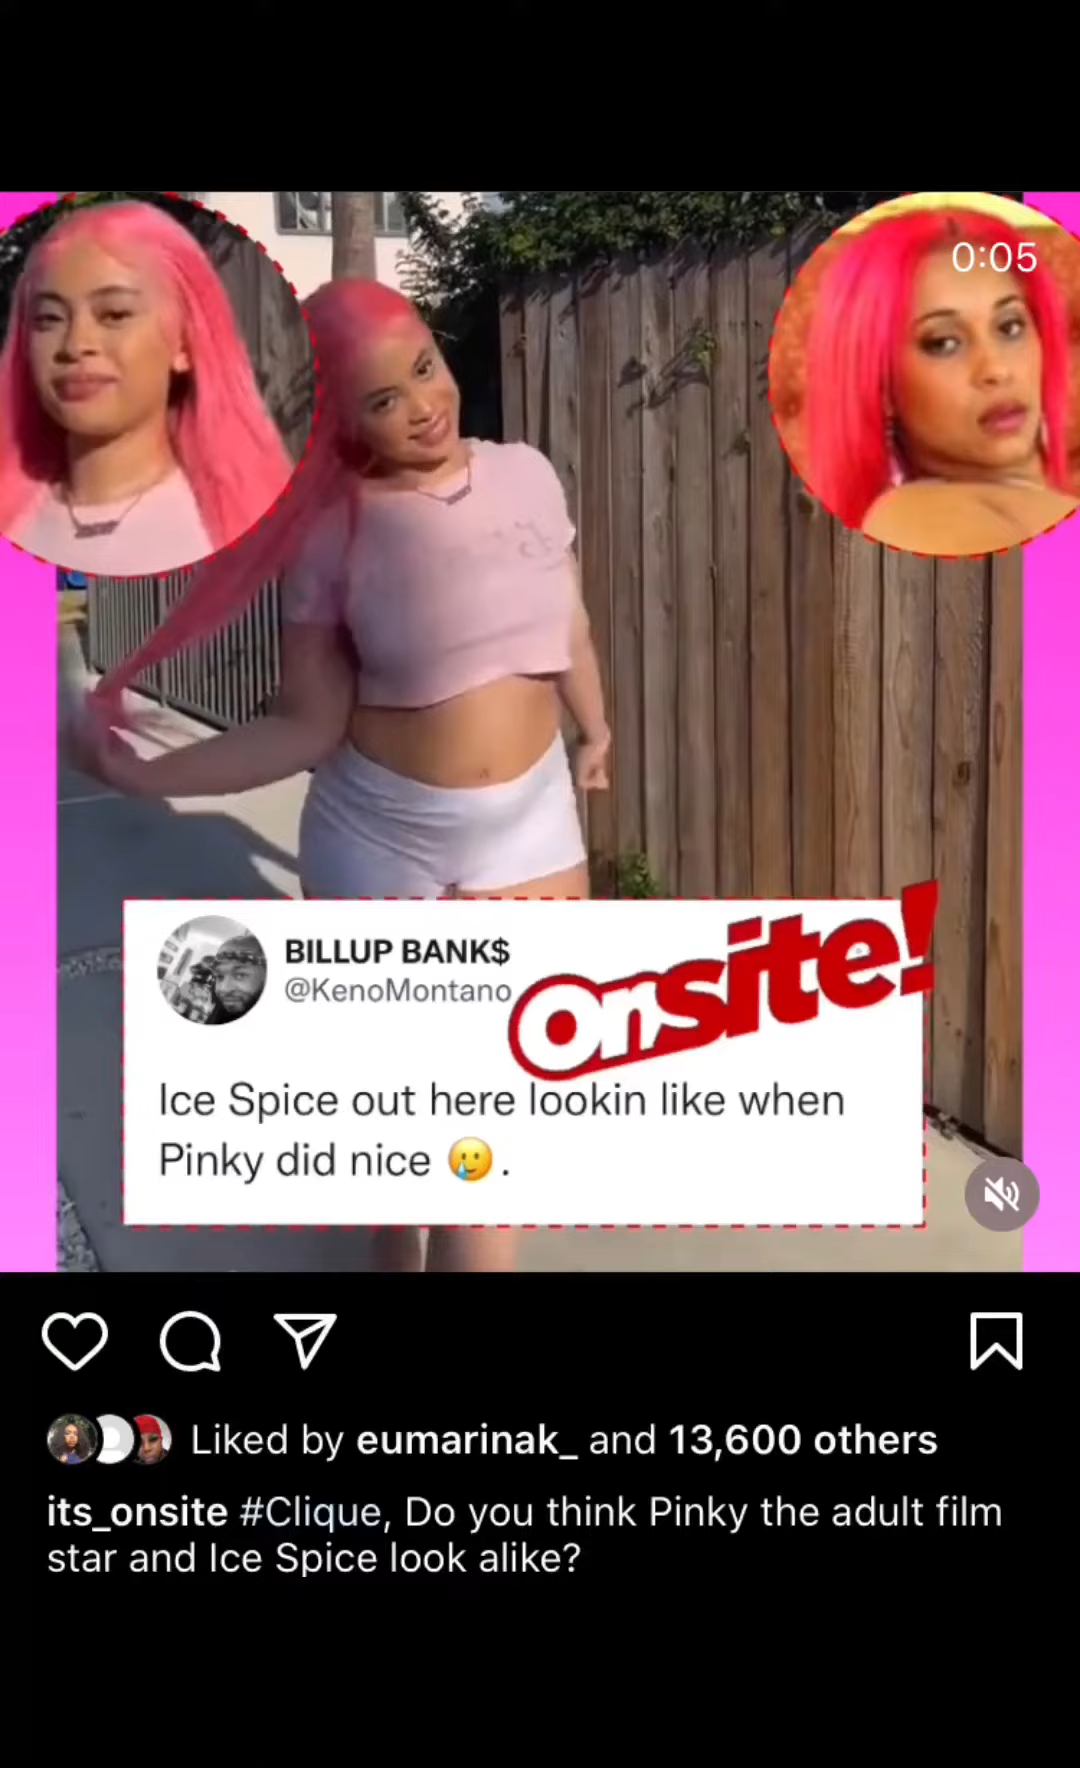 0:05
BILLUP BANK$
@KenoMontano
Onsite!
Ice Spice out here lookin like when
Pinky did nice 🥲.
Liked by eumarinak_ and 13,600 others
its_onsite #Clique, Do you think Pinky the adult film
star and Ice Spice look alike?